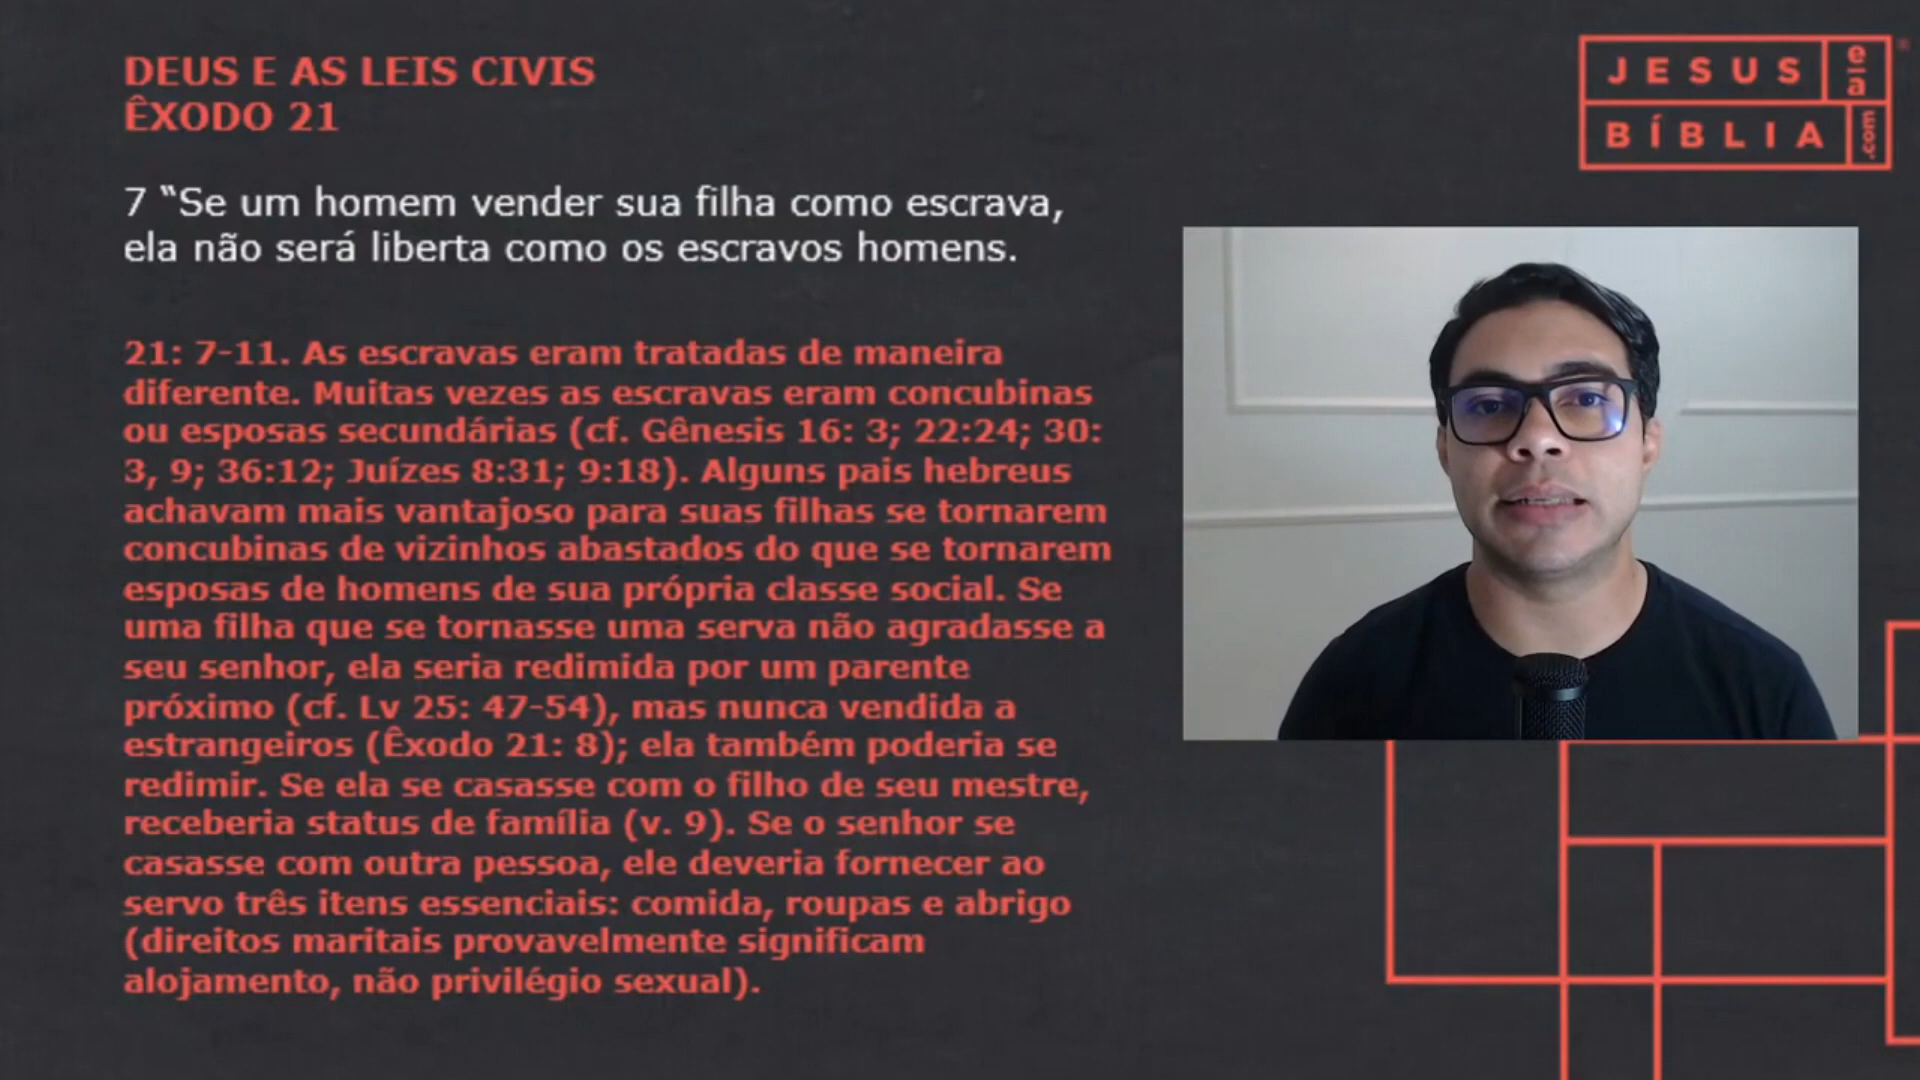 DEUS E AS LEIS CIVIS
ÊXODO 21
7 “Se um homem vender sua filha como escrava,
ela não será liberta como os escravos homens.
21: 7-11. As escravas eram tratadas de maneira
diferente. Muitas vezes as escravas eram concubinas
ou esposas secundárias (cf. Gênesis 16: 3; 22:24; 30:
3, 9; 36:12; Juízes 8:31; 9:18). Alguns pais hebreus
achavam mais vantajoso para suas filhas se tornarem
concubinas de vizinhos abastados do que se tornarem
esposas de homens de sua própria classe social. Se
uma filha que se tornasse uma serva não agradasse a
seu senhor, ela seria redimida por um parente
próximo (cf. Lv 25: 47-54), mas nunca vendida a
estrangeiros (Êxodo 21: 8); ela também poderia se
redimir. Se ela se casasse com o filho de seu mestre,
receberia status de família (v. 9). Se o senhor se
casasse com outra pessoa, ele deveria fornecer ao
servo três itens essenciais: comida, roupas e abrigo
(direitos maritais provavelmente significam
alojamento, não privilégio sexual).
JESUS e a
BÍBLIA .com